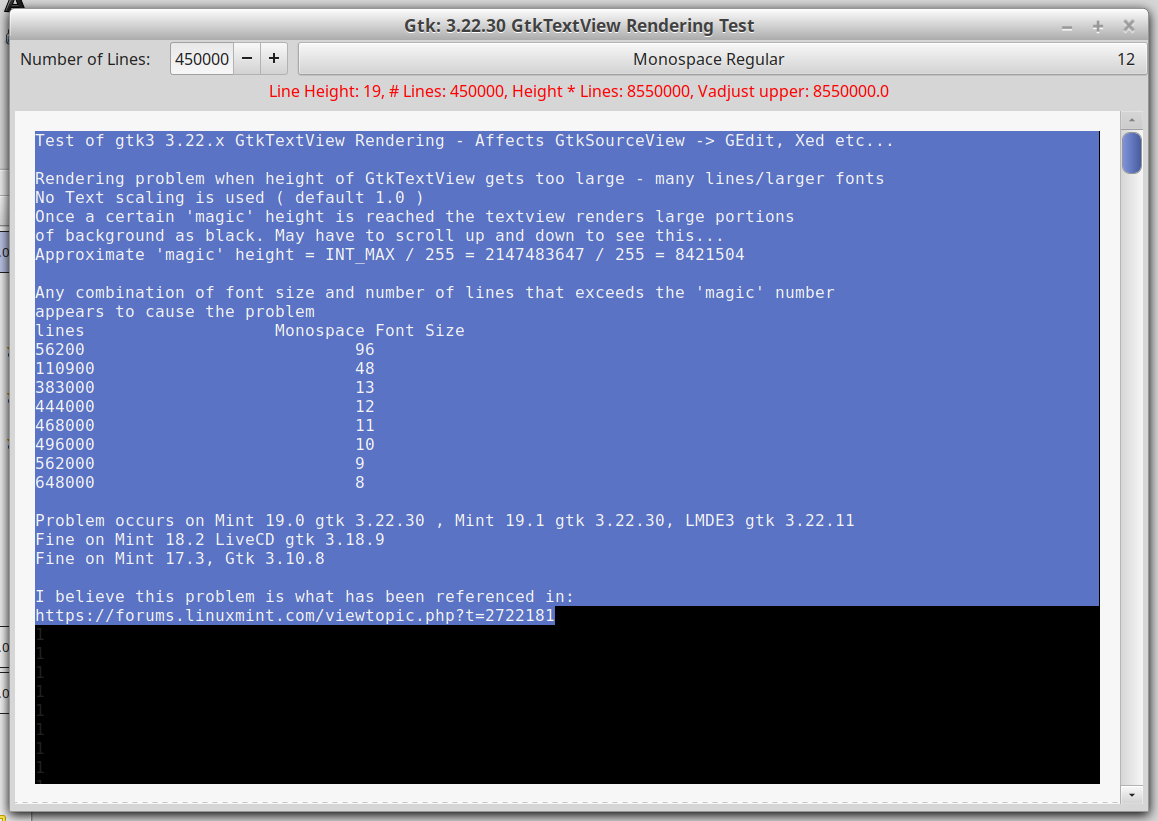 Gtk: 3.22.30 GtkTextView Rendering Test
Number of Lines: 450000 − + Monospace Regular 12
Line Height: 19, # Lines: 450000, Height * Lines: 8550000, Vadjust upper: 8550000.0
Test of gtk3 3.22.x GtkTextView Rendering - Affects GtkSourceView -> GEdit, Xed etc...
Rendering problem when height of GtkTextView gets too large - many lines/larger fonts
No Text scaling is used ( default 1.0 )
Once a certain 'magic' height is reached the textview renders large portions
of background as black. May have to scroll up and down to see this...
Approximate 'magic' height = INT_MAX / 255 = 2147483647 / 255 = 8421504
Any combination of font size and number of lines that exceeds the 'magic' number
appears to cause the problem
lines Monospace Font Size
56200 96
110900 48
383000 13
444000 12
468000 11
496000 10
562000 9
648000 8
Problem occurs on Mint 19.0 gtk 3.22.30 , Mint 19.1 gtk 3.22.30, LMDE3 gtk 3.22.11
Fine on Mint 18.2 LiveCD gtk 3.18.9
Fine on Mint 17.3, Gtk 3.10.8
I believe this problem is what has been referenced in:
https://forums.linuxmint.com/viewtopic.php?t=2722181
1
1
1
1
1
1
1
1